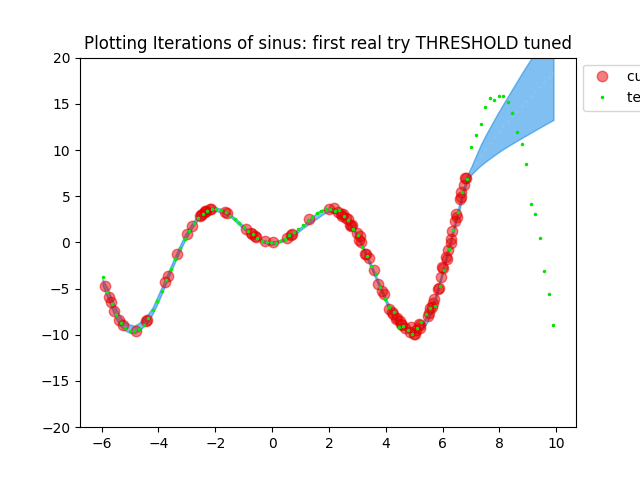 Plotting Iterations of sinus: first real try THRESHOLD tuned
20
15
10
5
0
−5
−10
−15
−20
−6 −4 −2 0 2 4 6 8 10
cu
te